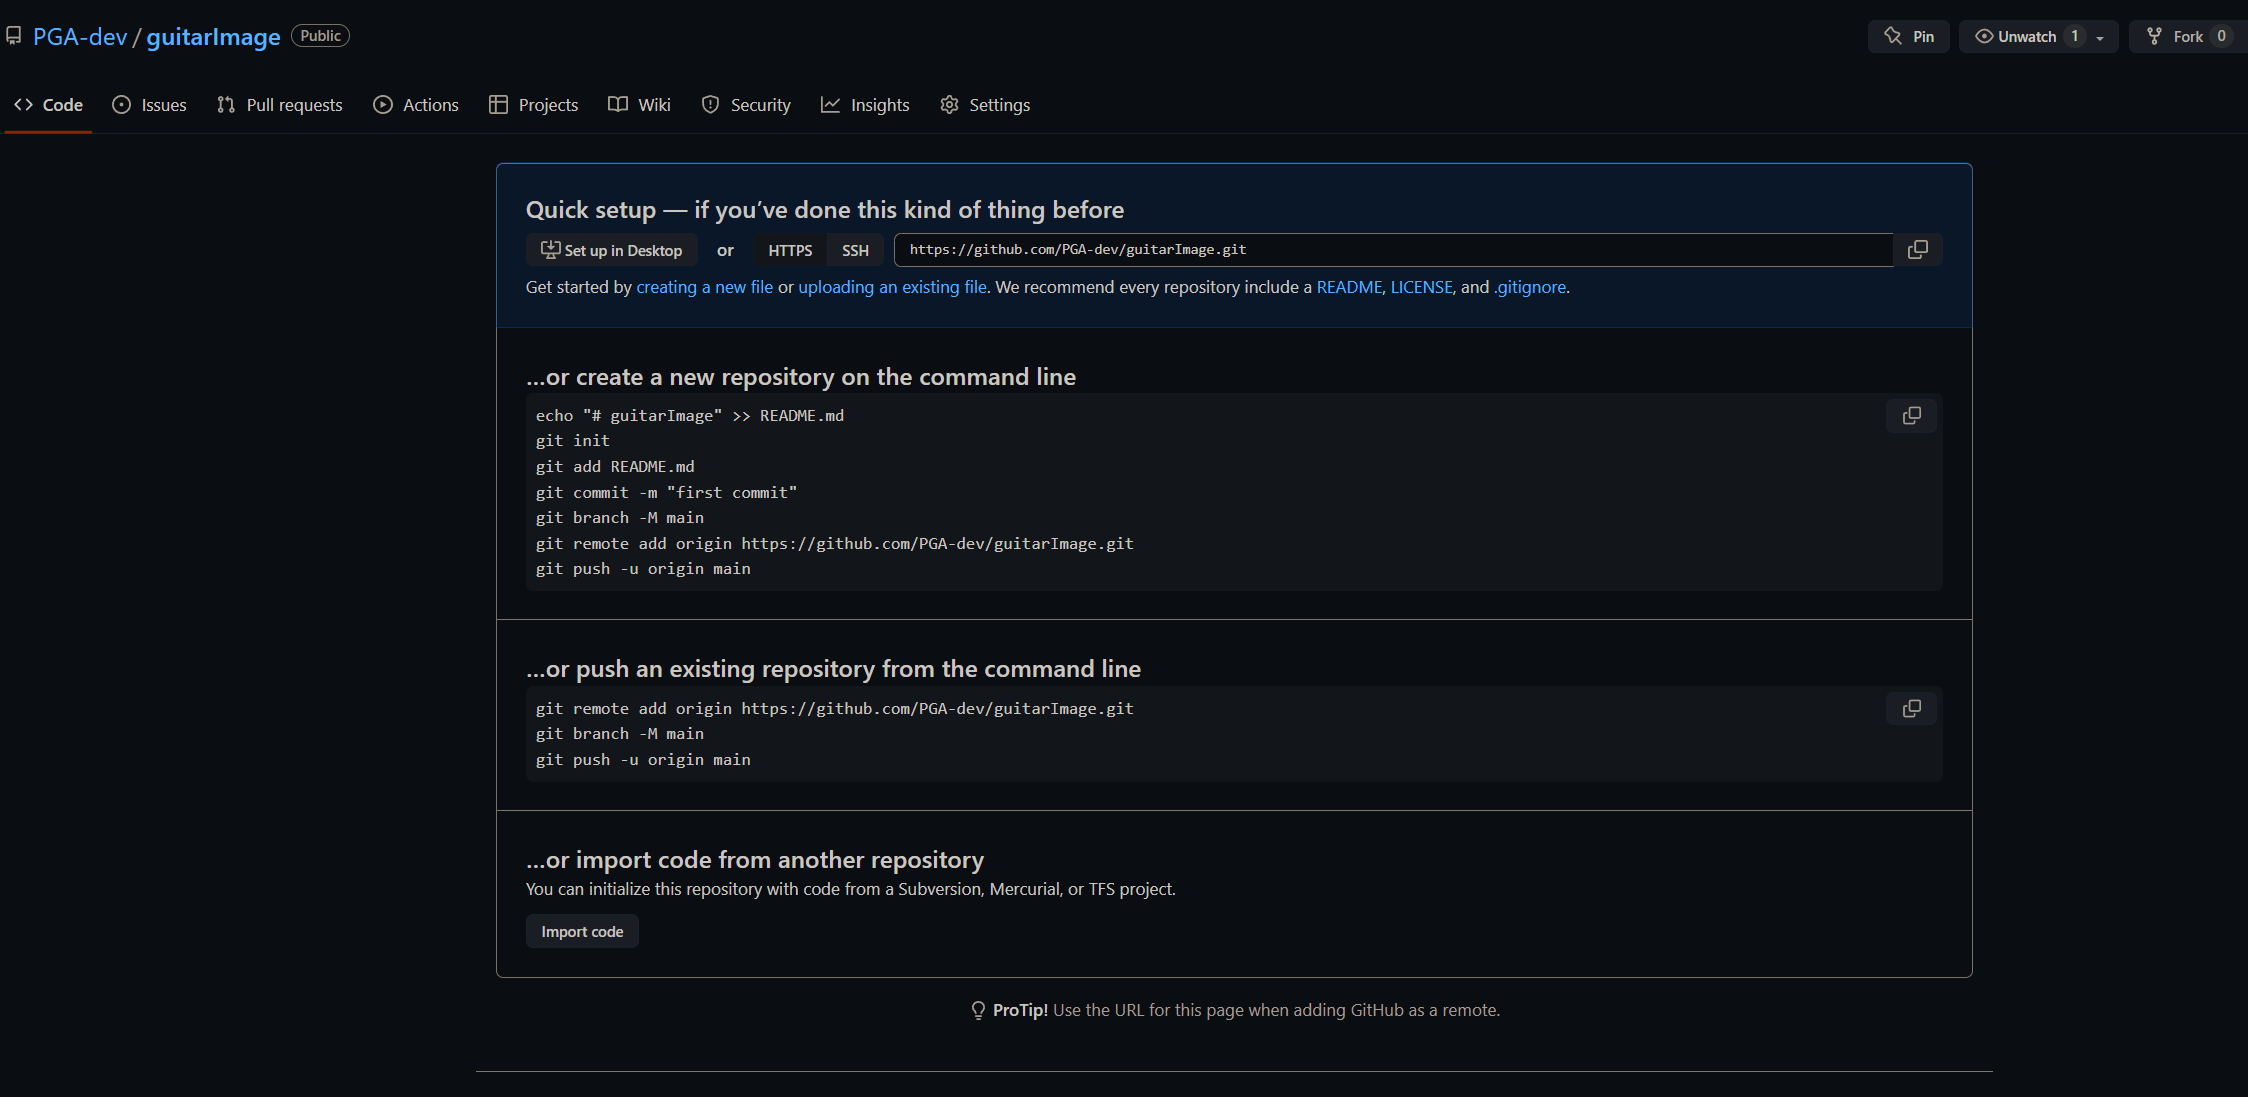 PGA-dev / guitarImage Public
Pin
Unwatch 1
Fork 0
Code
Issues
Pull requests
Actions
Projects
Wiki
Security
Insights
Settings
Quick setup — if you’ve done this kind of thing before
Set up in Desktop or HTTPS SSH https://github.com/PGA-dev/guitarImage.git
Get started by creating a new file or uploading an existing file. We recommend every repository include a README, LICENSE, and .gitignore.
…or create a new repository on the command line
echo "# guitarImage" >> README.md
git init
git add README.md
git commit -m "first commit"
git branch -M main
git remote add origin https://github.com/PGA-dev/guitarImage.git
git push -u origin main
…or push an existing repository from the command line
git remote add origin https://github.com/PGA-dev/guitarImage.git
git branch -M main
git push -u origin main
…or import code from another repository
You can initialize this repository with code from a Subversion, Mercurial, or TFS project.
Import code
ProTip! Use the URL for this page when adding GitHub as a remote.